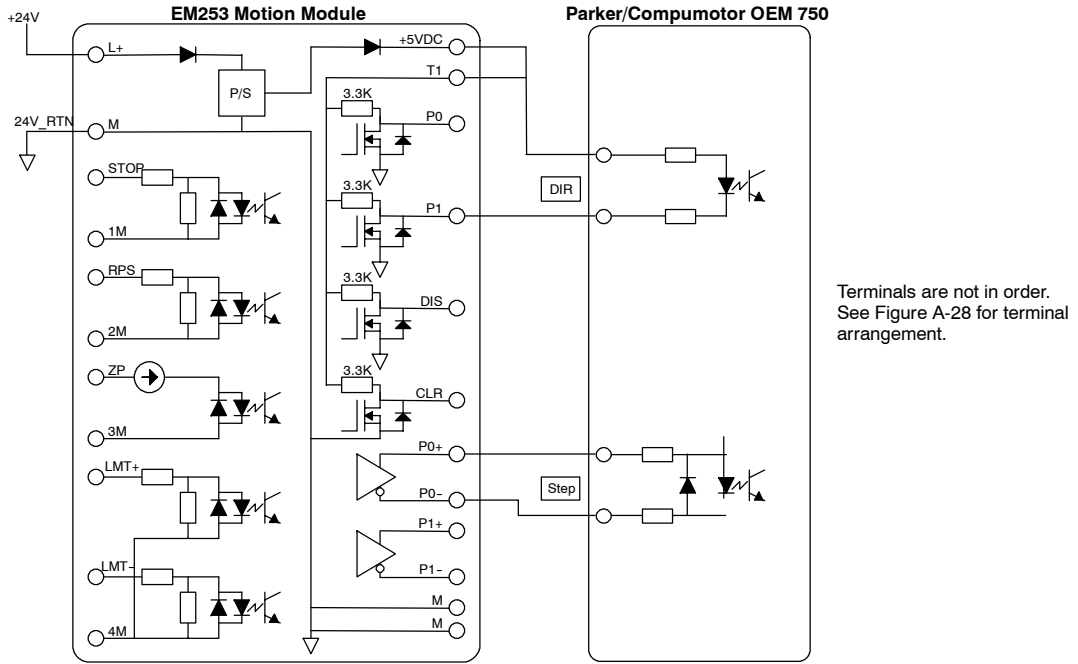 EM253 Motion Module
Parker/Compumotor OEM 750
+24V
L+
+5VDC
T1
P/S
3.3K
P0
24V_RTN
M
STOP
DIR
3.3K
P1
1M
RPS
3.3K
DIS
2M
Terminals are not in order.
See Figure A-28 for terminal
arrangement.
ZP
3.3K
CLR
3M
P0+
LMT+
Step
P0−
P1+
LMT−
P1−
M
4M
M